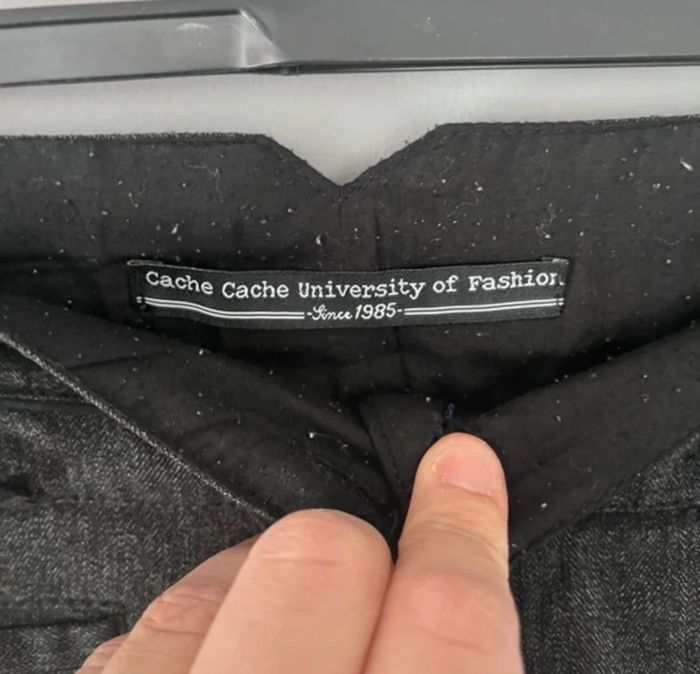 Cache Cache University of Fashion
-Since 1985-